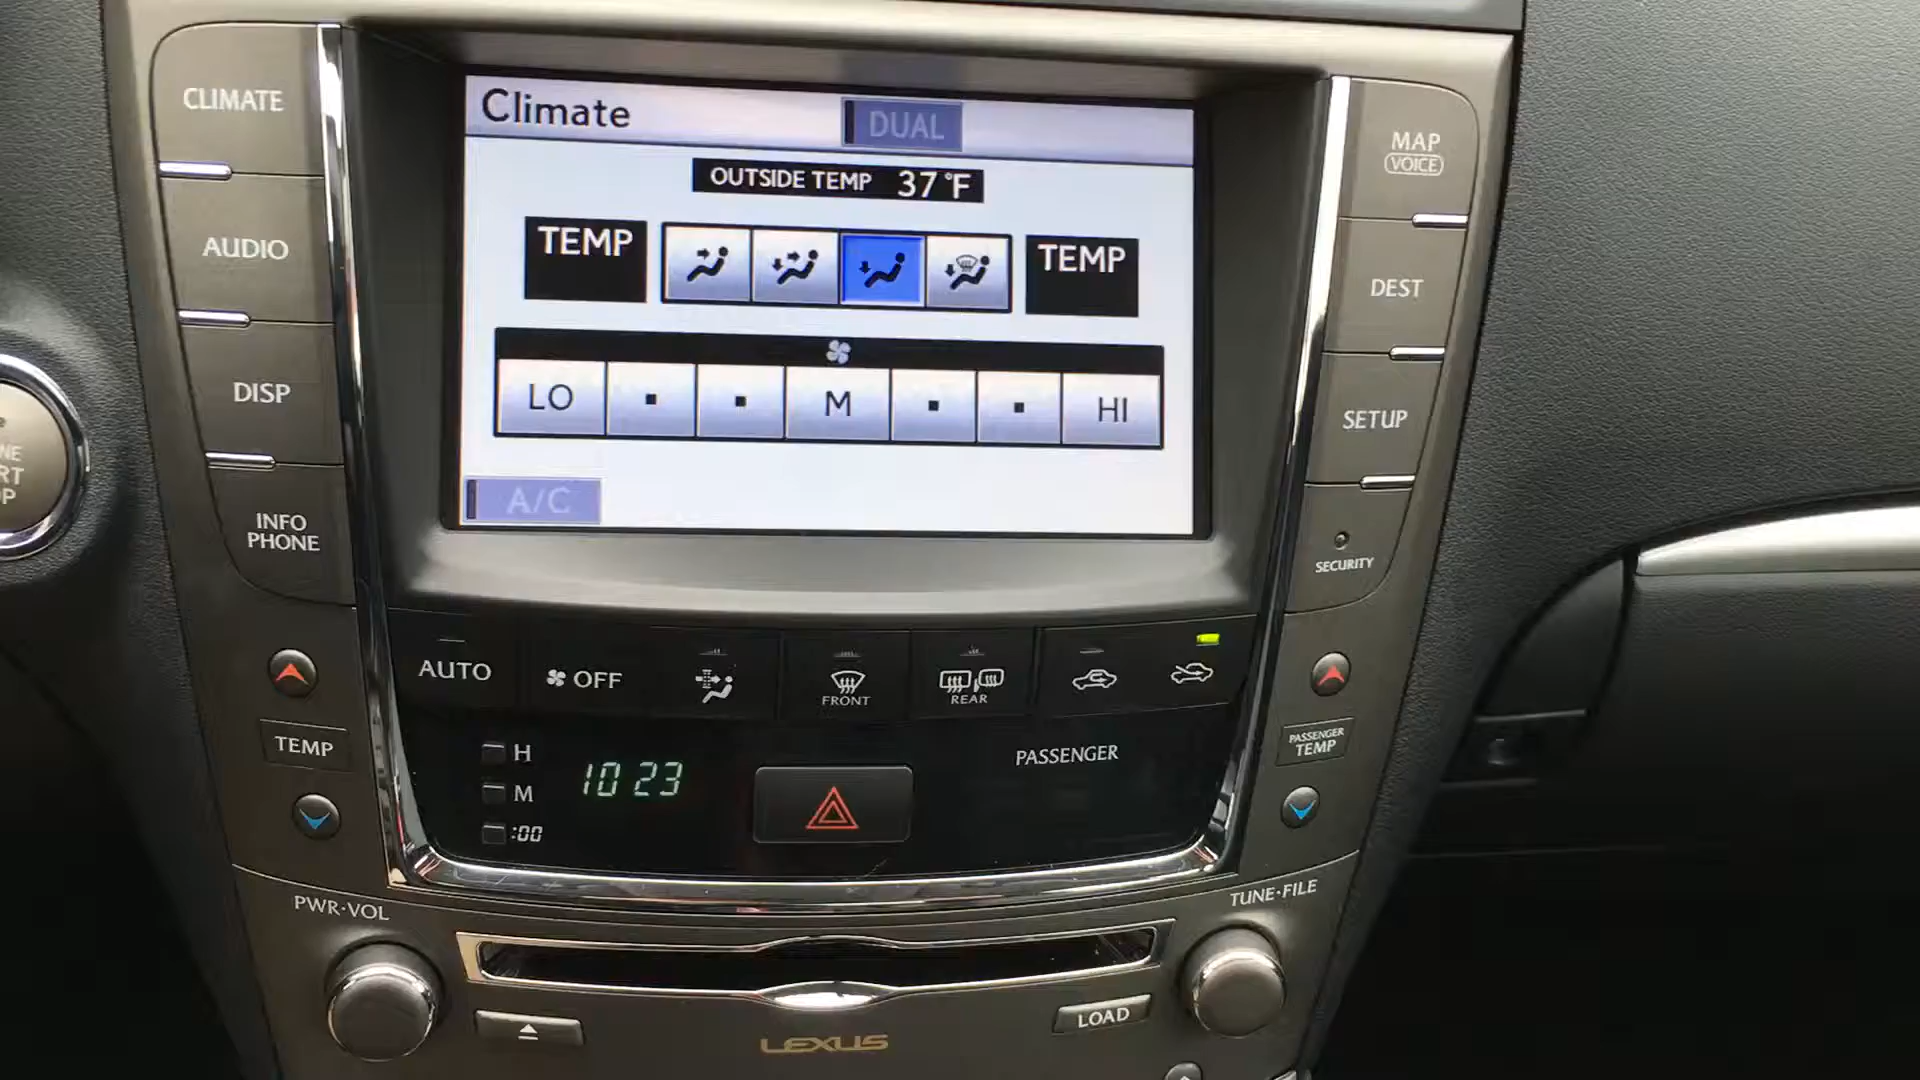 CLIMATE
AUDIO
DISP
INFO
PHONE
Climate
DUAL
OUTSIDE TEMP 37°F
TEMP
TEMP
LO
M
HI
A/C
MAP
VOICE
DEST
SETUP
SECURITY
AUTO
OFF
FRONT
REAR
TEMP
H
M
:00
10 23
PASSENGER
PASSENGER
TEMP
PWR·VOL
TUNE·FILE
LOAD
LEXUS